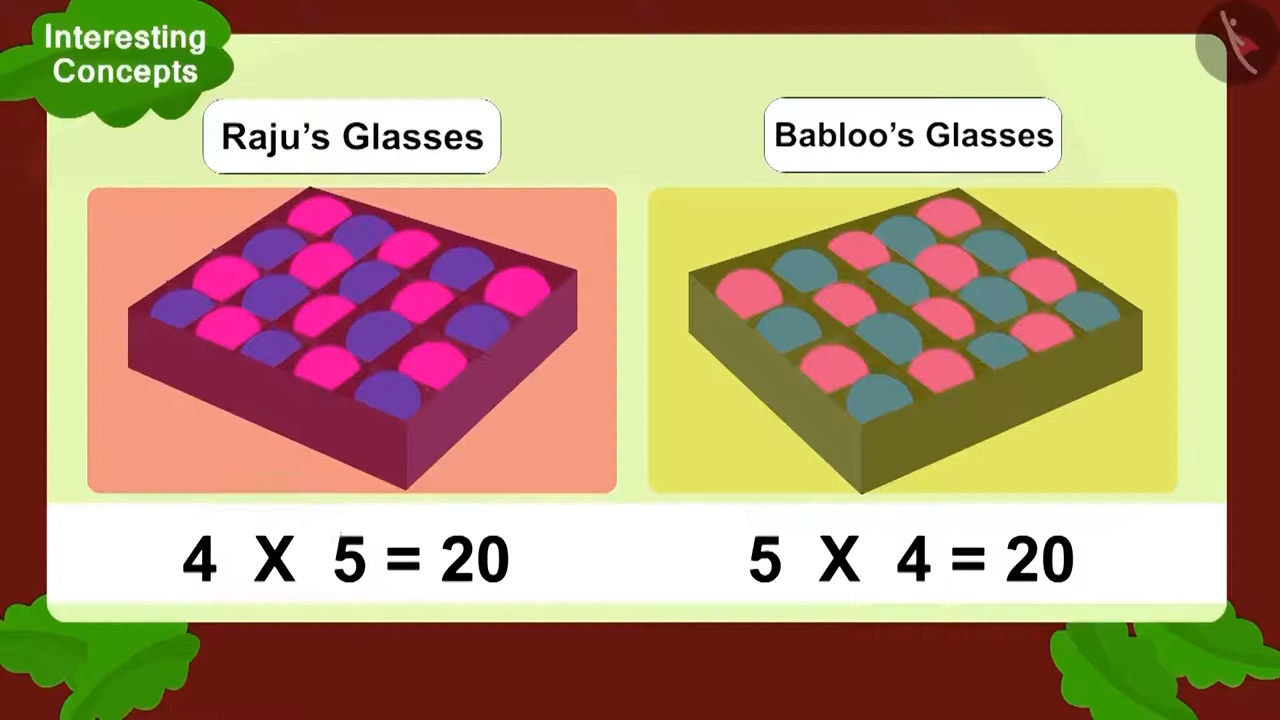 Interesting
Concepts
Raju's Glasses
Babloo's Glasses
4 X 5 = 20
5 X 4 = 20